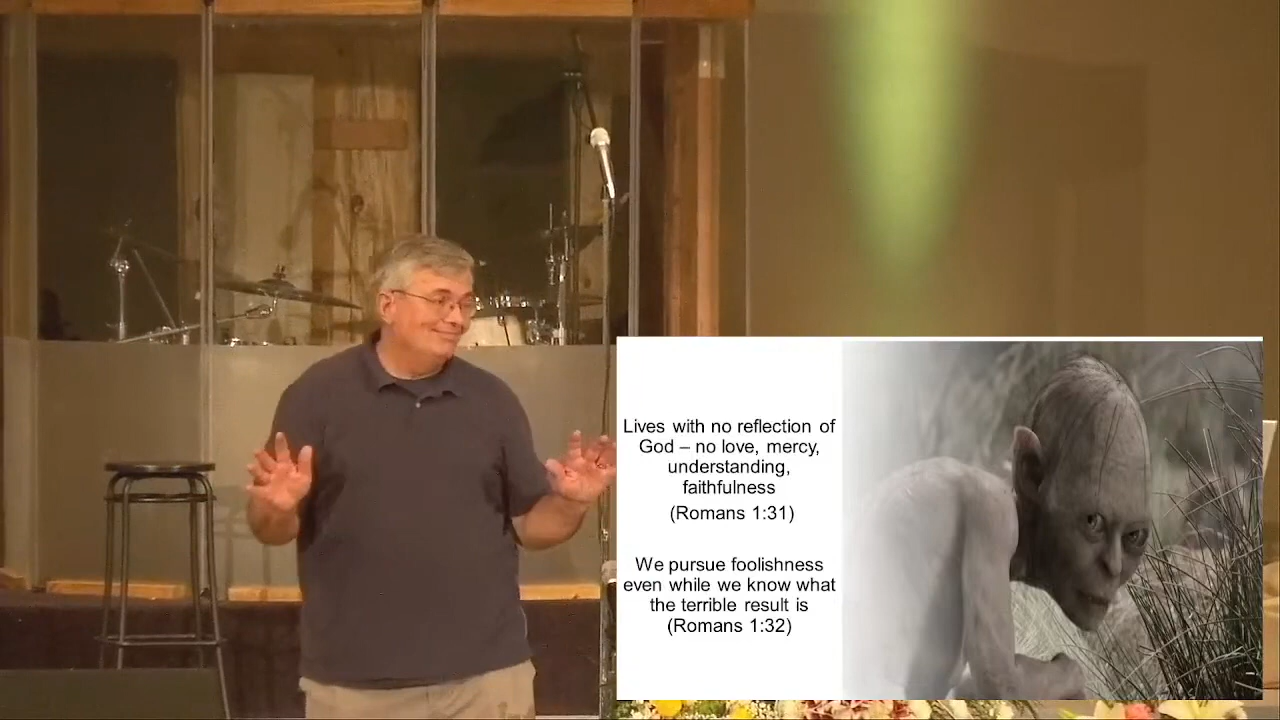 Lives with no reflection of
God – no love, mercy,
understanding,
faithfulness
(Romans 1:31)
We pursue foolishness
even while we know what
the terrible result is
(Romans 1:32)